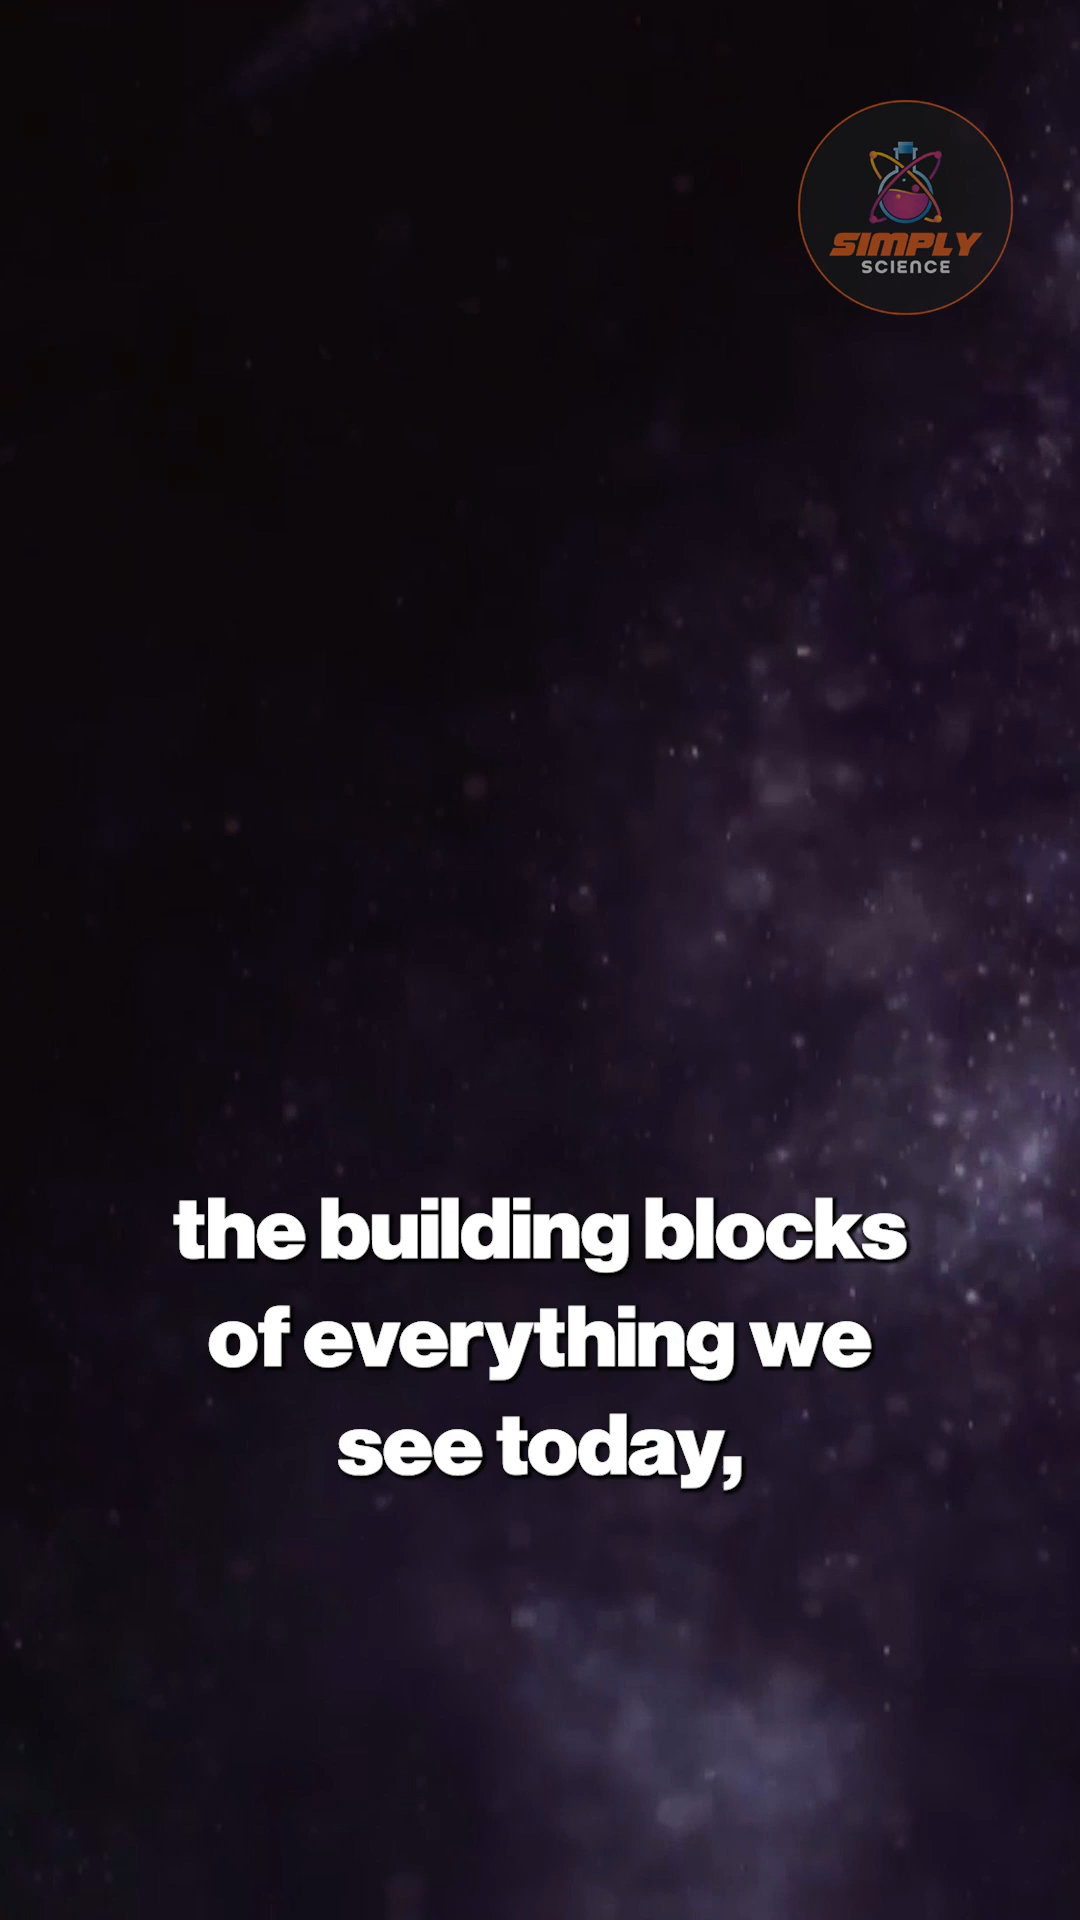 SIMPLY
SCIENCE
the building blocks
of everything we
see today,